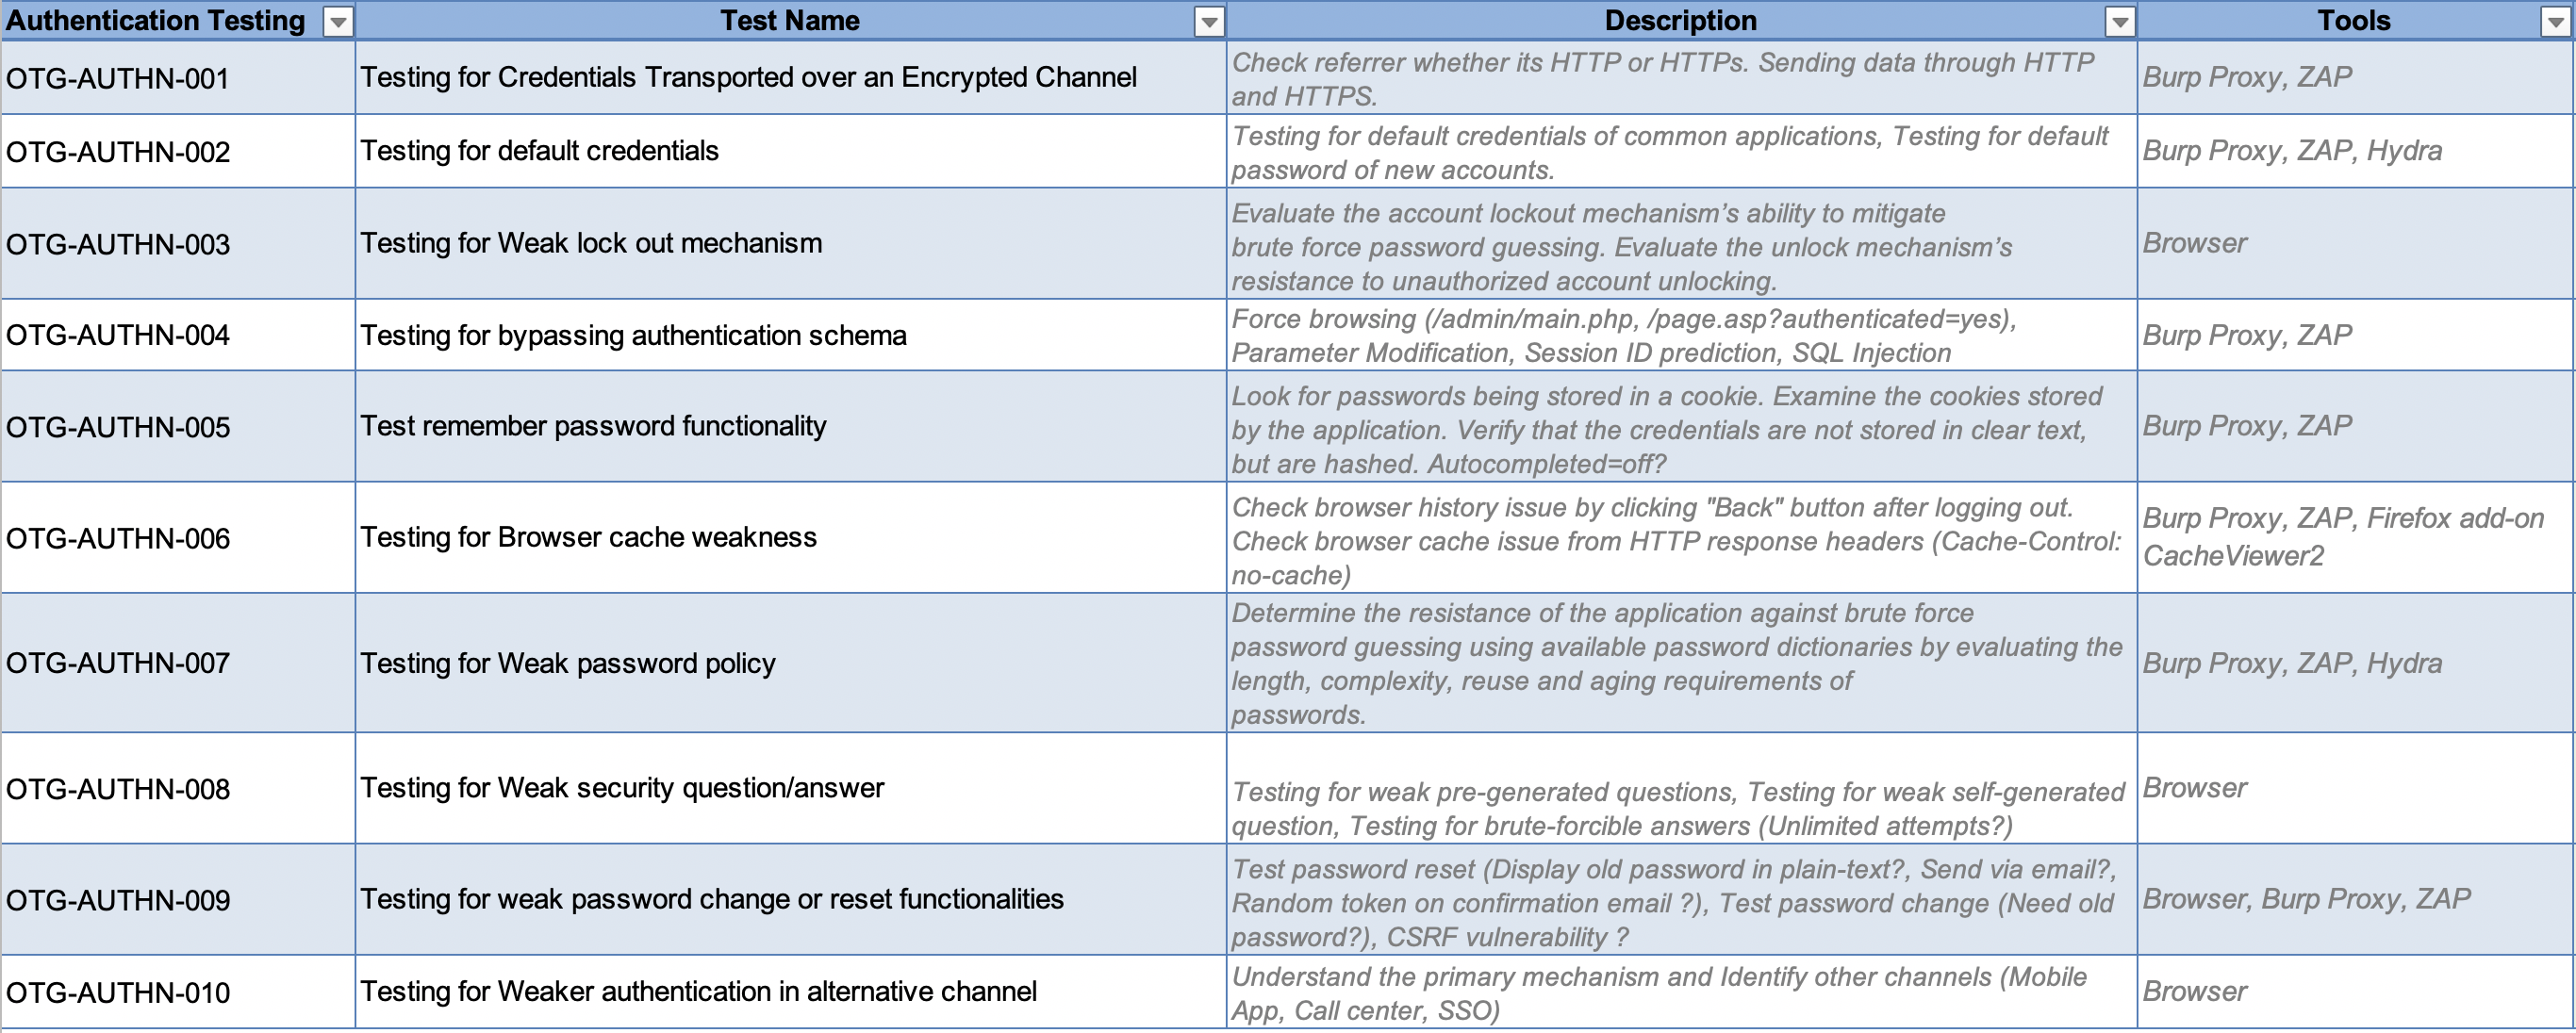 Authentication Testing Test Name Description Tools
OTG-AUTHN-001 Testing for Credentials Transported over an Encrypted Channel
Check referrer whether its HTTP or HTTPs. Sending data through HTTP
and HTTPS.
Burp Proxy, ZAP
OTG-AUTHN-002 Testing for default credentials
Testing for default credentials of common applications, Testing for default
password of new accounts.
Burp Proxy, ZAP, Hydra
OTG-AUTHN-003 Testing for Weak lock out mechanism
Evaluate the account lockout mechanism’s ability to mitigate
brute force password guessing. Evaluate the unlock mechanism’s
resistance to unauthorized account unlocking.
Browser
OTG-AUTHN-004 Testing for bypassing authentication schema
Force browsing (/admin/main.php, /page.asp?authenticated=yes),
Parameter Modification, Session ID prediction, SQL Injection
Burp Proxy, ZAP
OTG-AUTHN-005 Test remember password functionality
Look for passwords being stored in a cookie. Examine the cookies stored
by the application. Verify that the credentials are not stored in clear text,
but are hashed. Autocompleted=off?
Burp Proxy, ZAP
OTG-AUTHN-006 Testing for Browser cache weakness
Check browser history issue by clicking "Back" button after logging out.
Check browser cache issue from HTTP response headers (Cache-Control:
no-cache)
Burp Proxy, ZAP, Firefox add-on
CacheViewer2
OTG-AUTHN-007 Testing for Weak password policy
Determine the resistance of the application against brute force
password guessing using available password dictionaries by evaluating the
length, complexity, reuse and aging requirements of
passwords.
Burp Proxy, ZAP, Hydra
OTG-AUTHN-008 Testing for Weak security question/answer
Testing for weak pre-generated questions, Testing for weak self-generated
question, Testing for brute-forcible answers (Unlimited attempts?)
Browser
OTG-AUTHN-009 Testing for weak password change or reset functionalities
Test password reset (Display old password in plain-text?, Send via email?,
Random token on confirmation email ?), Test password change (Need old
password?), CSRF vulnerability ?
Browser, Burp Proxy, ZAP
OTG-AUTHN-010 Testing for Weaker authentication in alternative channel
Understand the primary mechanism and Identify other channels (Mobile
App, Call center, SSO)
Browser